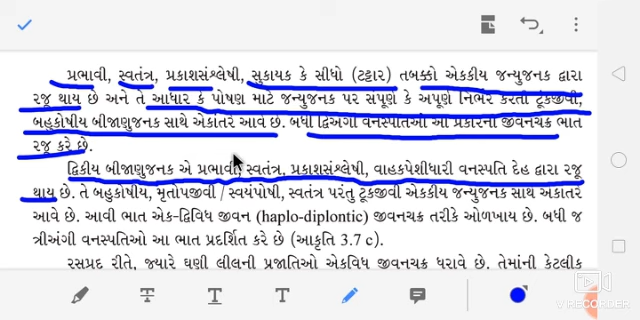 પ્રભાવી, સ્વતંત્ર, પ્રકાશસંશ્લેષી, સુકાયક કે સીધો (ટટ્ટાર) તબક્કો એકકીય જન્યુજનક દ્વારા
રજૂ થાય છે અને તે આધાર કે પોષણ માટે જન્યુજનક પર સંપૂર્ણ કે અપૂર્ણ નિર્ભર કરતી ટૂંકજીવી,
બહુકોષીય બીજાણુજનક સાથે એકાંતરે આવે છે. બધી દ્વિઅંગી વનસ્પતિઓ આ પ્રકારના જીવનચક્ર ભાત
રજૂ કરે છે.
દ્વિકીય બીજાણુજનક એ પ્રભાવી, સ્વતંત્ર, પ્રકાશસંશ્લેષી, વાહકપેશીધારી વનસ્પતિ દેહ દ્વારા રજૂ
થાય છે. તે બહુકોષીય, મૃતોપજીવી / સ્વયંપોષી, સ્વતંત્ર પરંતુ ટૂંકજીવી એકકીય જન્યુજનક સાથે એકાંતરે
આવે છે. આવી ભાત એક-દ્વિવિધ જીવન (haplo-diplontic) જીવનચક્ર તરીકે ઓળખાય છે. બધી જ
ત્રીઅંગી વનસ્પતિઓ આ ભાત પ્રદર્શિત કરે છે (આકૃતિ 3.7 c).
રસપ્રદ રીતે, જ્યારે ઘણી લીલની પ્રજાતિઓ એકવિધ જીવનચક્ર ધરાવે છે. તેમાંની કેટલીક
V RECORDER